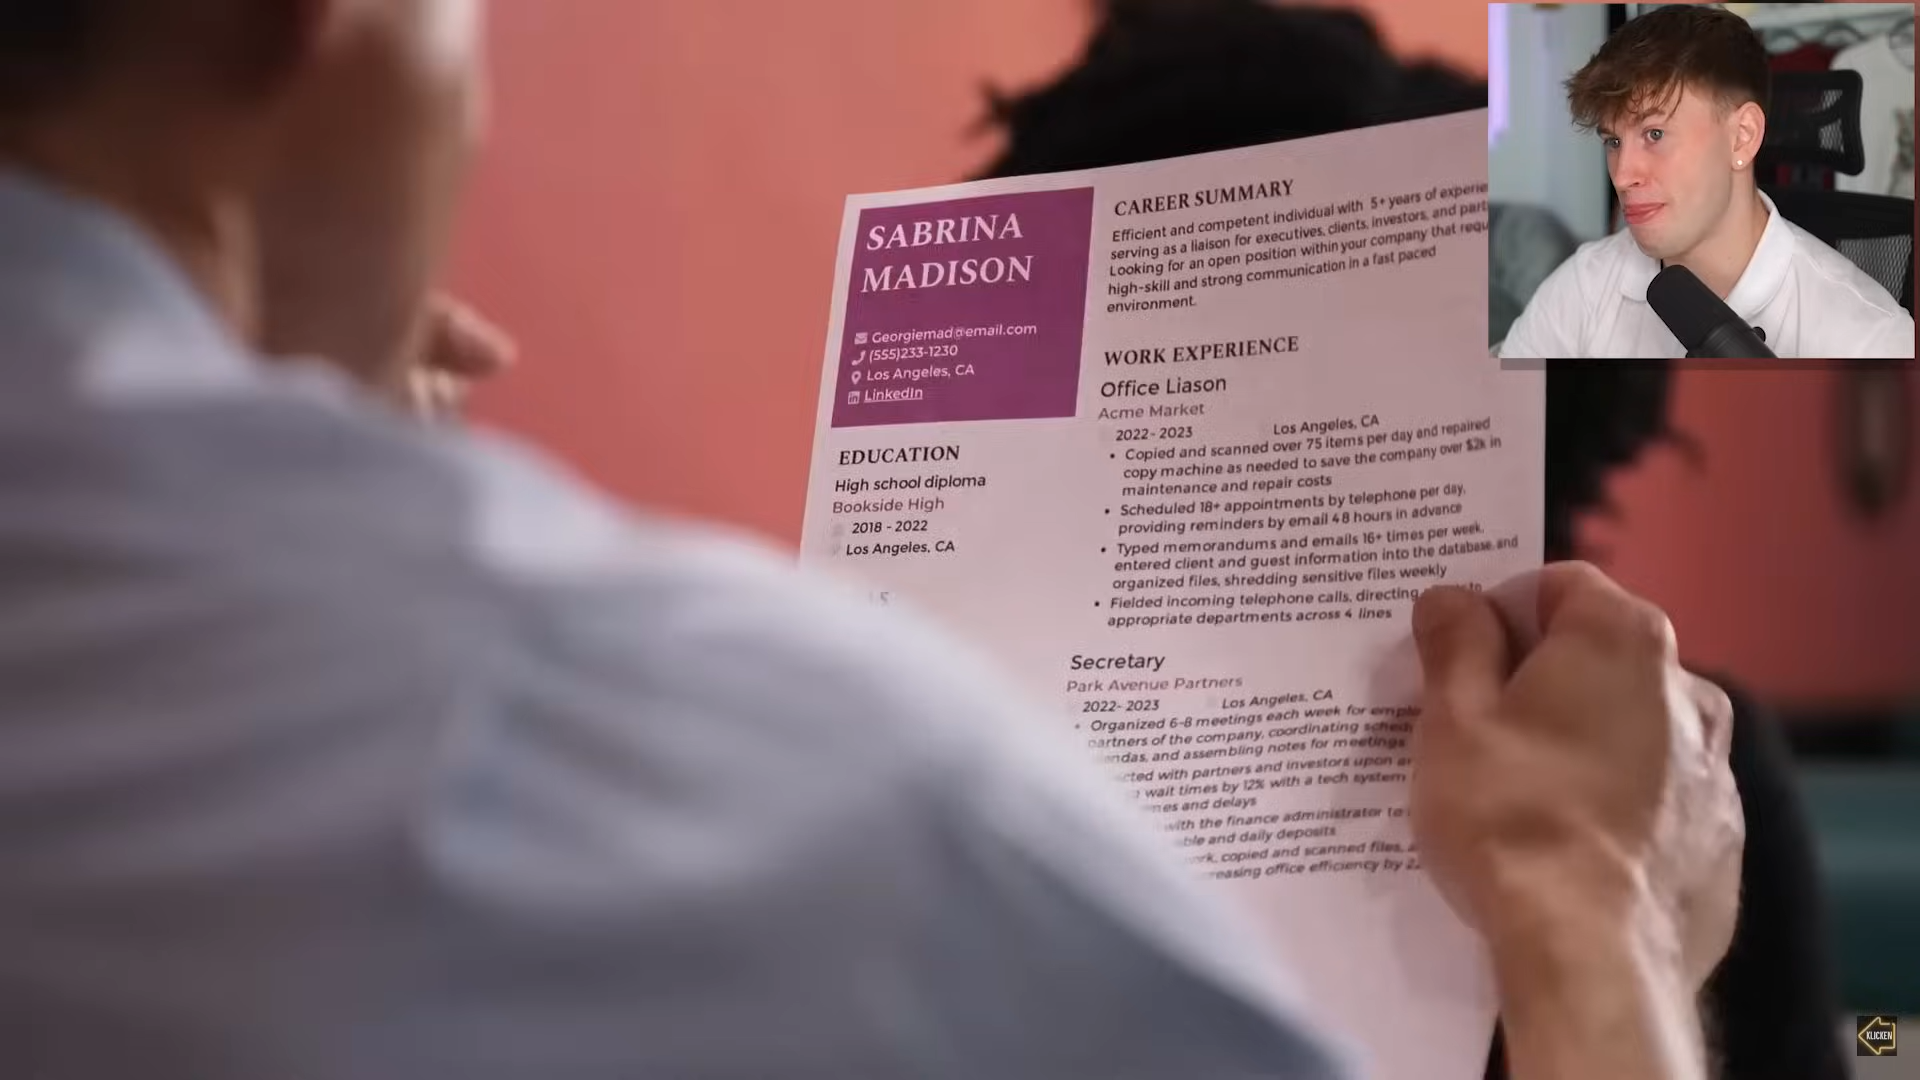 SABRINA
MADISON
Georgiemad@email.com
(555)233-1230
Los Angeles, CA
LinkedIn
EDUCATION
High school diploma
Bookside High
2018 - 2022
Los Angeles, CA
CAREER SUMMARY
Efficient and competent individual with 5+ years of
serving as a liaison for executives, clients, investors, and
Looking for an open position within your company that
high-skill and strong communication in a fast paced
environment.
WORK EXPERIENCE
Office Liason
Acme Market
2022- 2023 Los Angeles, CA
• Copied and scanned over 75 items per day and repaired
copy machine as needed to save the company over $2k in
maintenance and repair costs
• Scheduled 18+ appointments by telephone per day,
providing reminders by email 48 hours in advance
• Typed memorandums and emails 16+ times per week,
entered client and guest information into the database and
organized files, shredding sensitive files weekly
• Fielded incoming telephone calls, directing to
appropriate departments across 4 lines
Secretary
Park Avenue Partners
2022- 2023 Los Angeles, CA
• Organized 6-8 meetings each week for
partners of the company, coordinating
and assembling notes for meetings
with partners and investors upon
wait times by 12% with a tech system
and delays
with the finance administrator to
and daily deposits
copied and scanned files,
office efficiency by
KLICKEN